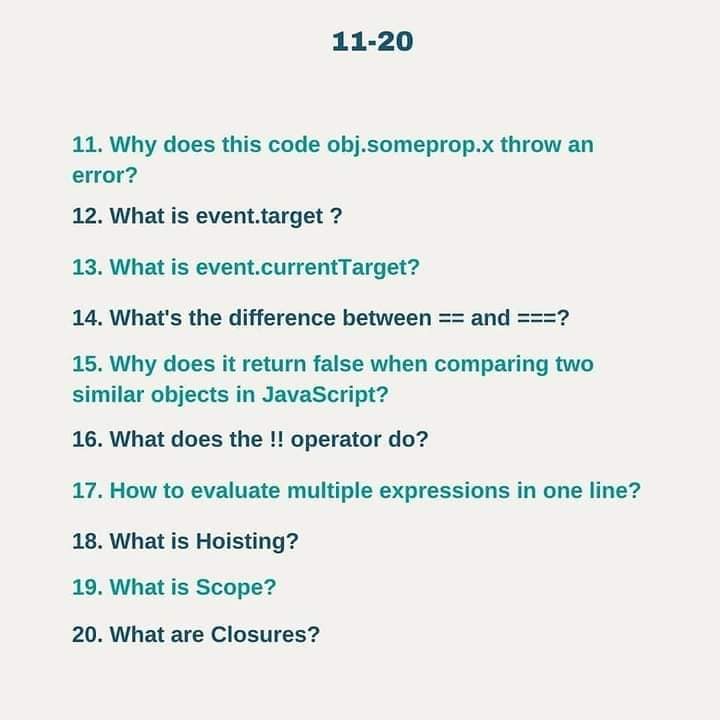 11-20
11. Why does this code obj.someprop.x throw an
error?
12. What is event.target ?
13. What is event.currentTarget?
14. What's the difference between == and ===?
15. Why does it return false when comparing two
similar objects in JavaScript?
16. What does the !! operator do?
17. How to evaluate multiple expressions in one line?
18. What is Hoisting?
19. What is Scope?
20. What are Closures?